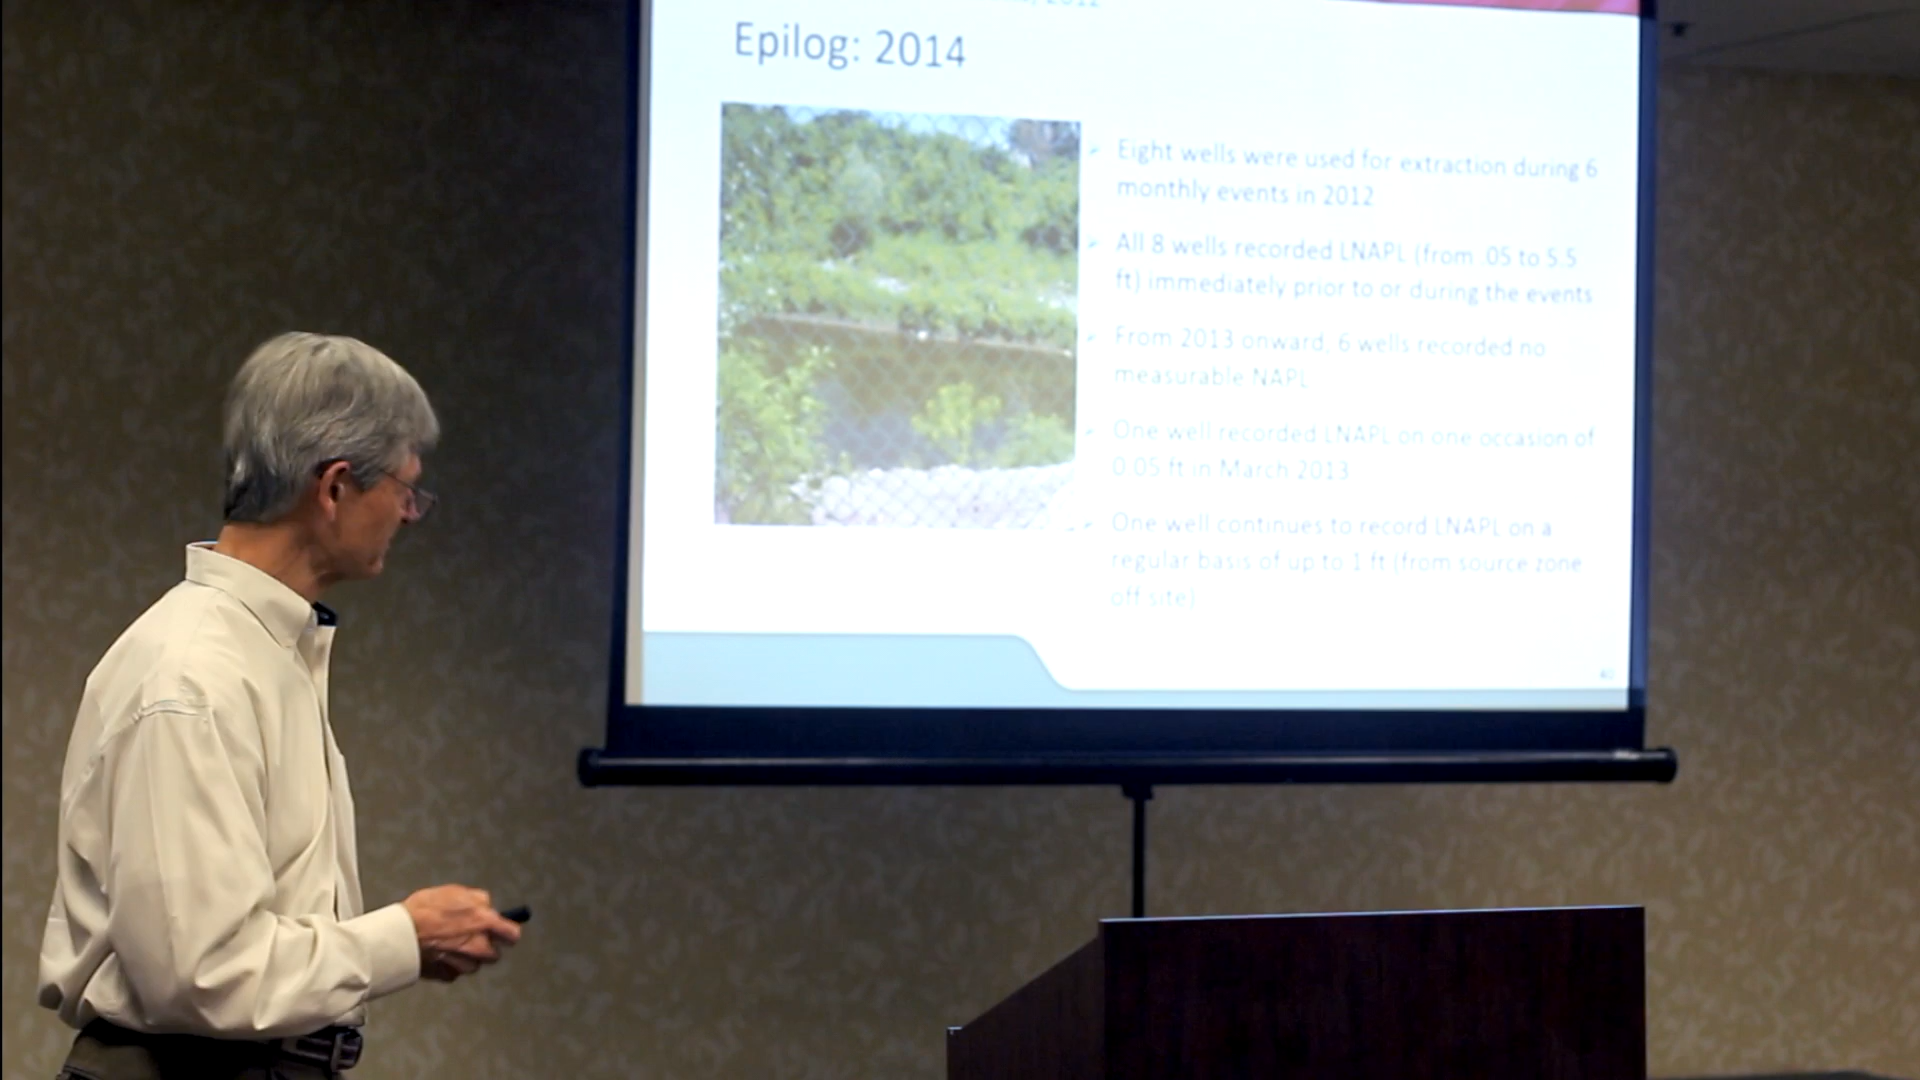 2012
Epilog: 2014
Eight wells were used for extraction during 6
monthly events in 2012
All 8 wells recorded LNAPL (from .05 to 5.5
ft) immediately prior to or during the events
From 2013 onward, 6 wells recorded no
measurable NAPL
One well recorded LNAPL on one occasion of
0.05 ft in March 2013
One well continues to record LNAPL on a
regular basis of up to 1 ft (from source zone
off site)